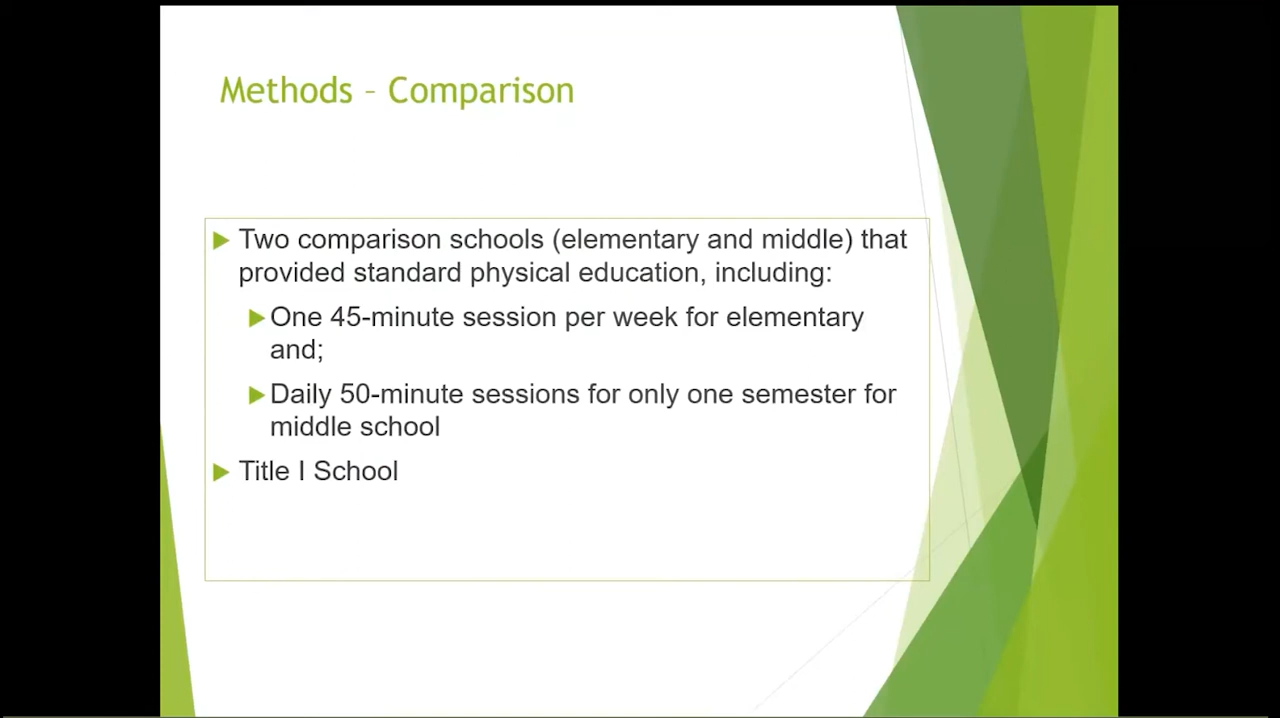 Methods – Comparison
Two comparison schools (elementary and middle) that
provided standard physical education, including:
One 45-minute session per week for elementary
and;
Daily 50-minute sessions for only one semester for
middle school
Title I School